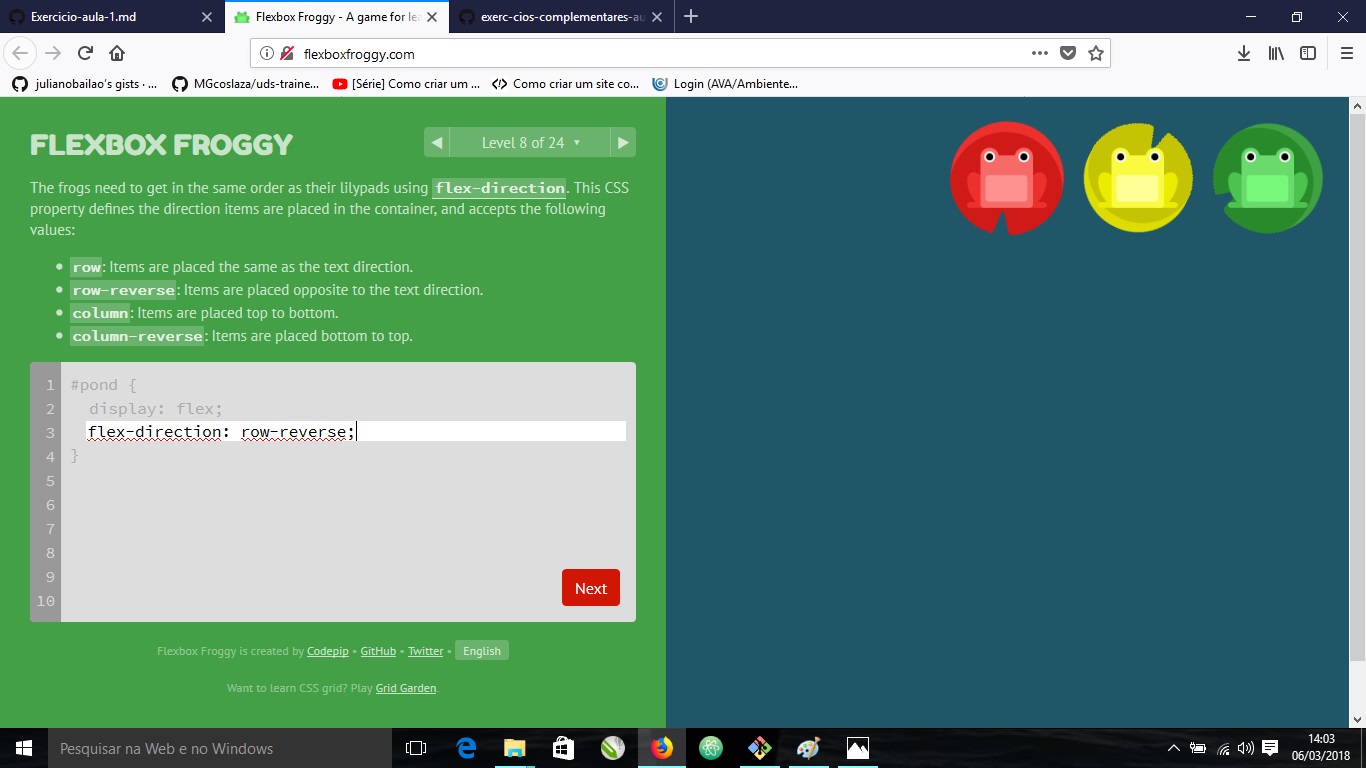 Exercicio-aula-1.md
Flexbox Froggy - A game for lea
exerc-cios-complementares-au
flexboxfroggy.com
julianobailao's gists · ...
MGcoslaza/uds-traine...
[Série] Como criar um ...
Como criar um site co...
Login (AVA/Ambiente...
FLEXBOX FROGGY
Level 8 of 24
The frogs need to get in the same order as their lilypads using flex-direction. This CSS
property defines the direction items are placed in the container, and accepts the following
values:
row: Items are placed the same as the text direction.
row-reverse: Items are placed opposite to the text direction.
column: Items are placed top to bottom.
column-reverse: Items are placed bottom to top.
1 #pond {
2 display: flex;
3 flex-direction: row-reverse;
4 }
5
6
7
8
9
10
Next
Flexbox Froggy is created by Codepip • GitHub • Twitter • English
Want to learn CSS grid? Play Grid Garden.
Pesquisar na Web e no Windows
14:03
06/03/2018